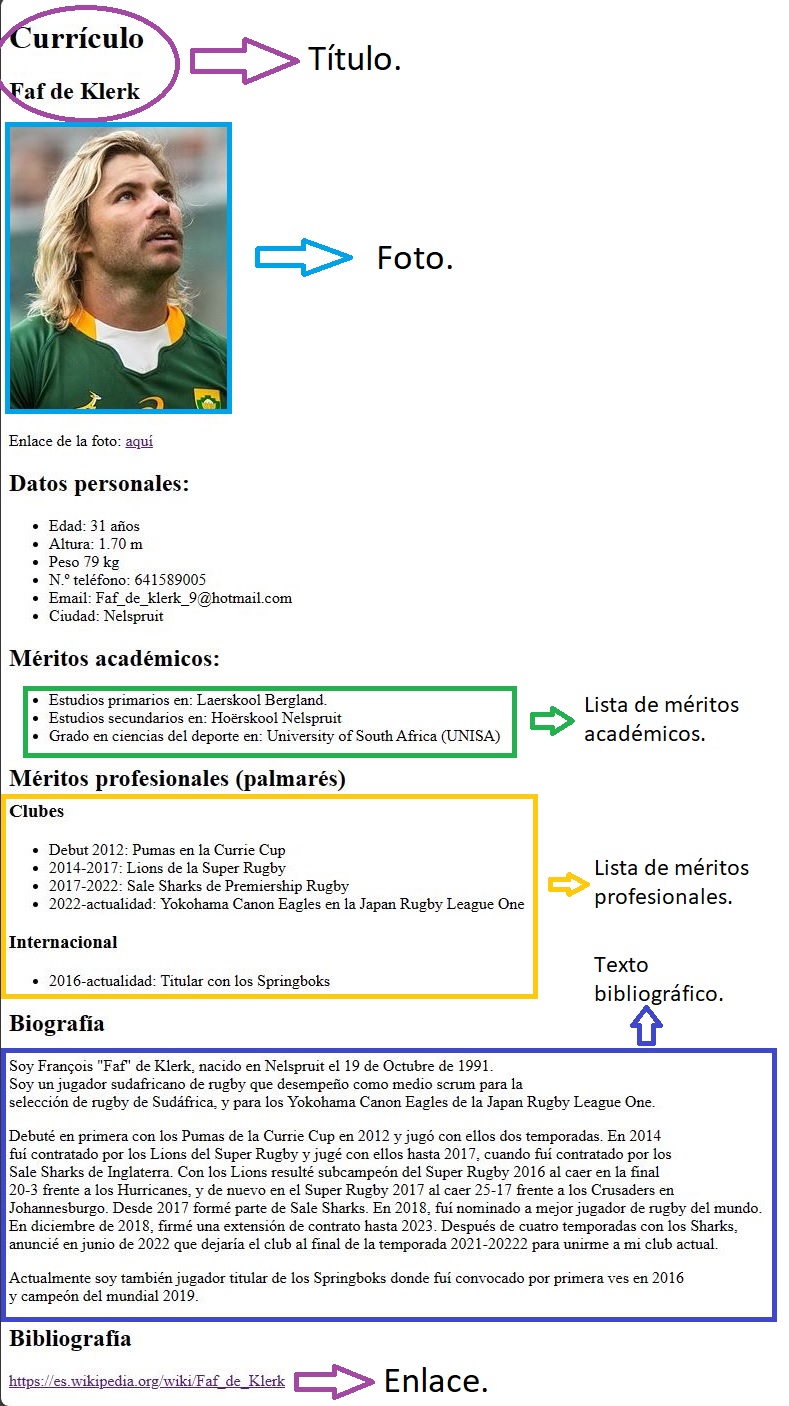 Currículo
Título.
Faf de Klerk
Foto.
Enlace de la foto: aquí
Datos personales:
• Edad: 31 años
• Altura: 1.70 m
• Peso 79 kg
• N.º teléfono: 641589005
• Email: Faf_de_klerk_9@hotmail.com
• Ciudad: Nelspruit
Méritos académicos:
• Estudios primarios en: Laerskool Bergland.
• Estudios secundarios en: Hoërskool Nelspruit
• Grado en ciencias del deporte en: University of South Africa (UNISA)
Lista de méritos
académicos.
Méritos profesionales (palmarés)
Clubes
• Debut 2012: Pumas en la Currie Cup
• 2014-2017: Lions de la Super Rugby
• 2017-2022: Sale Sharks de Premiership Rugby
• 2022-actualidad: Yokohama Canon Eagles en la Japan Rugby League One
Lista de méritos
profesionales.
Internacional
• 2016-actualidad: Titular con los Springboks
Texto
bibliográfico.
Biografía
Soy François "Faf" de Klerk, nacido en Nelspruit el 19 de Octubre de 1991.
Soy un jugador sudafricano de rugby que desempeño como medio scrum para la
selección de rugby de Sudáfrica, y para los Yokohama Canon Eagles de la Japan Rugby League One.
Debuté en primera con los Pumas de la Currie Cup en 2012 y jugó con ellos dos temporadas. En 2014
fuí contratado por los Lions del Super Rugby y jugé con ellos hasta 2017, cuando fuí contratado por los
Sale Sharks de Inglaterra. Con los Lions resulté subcampeón del Super Rugby 2016 al caer en la final
20-3 frente a los Hurricanes, y de nuevo en el Super Rugby 2017 al caer 25-17 frente a los Crusaders en
Johannesburgo. Desde 2017 formé parte de Sale Sharks. En 2018, fuí nominado a mejor jugador de rugby del mundo.
En diciembre de 2018, firmé una extensión de contrato hasta 2023. Después de cuatro temporadas con los Sharks,
anuncié en junio de 2022 que dejaría el club al final de la temporada 2021-20222 para unirme a mi club actual.
Actualmente soy también jugador titular de los Springboks donde fuí convocado por primera ves en 2016
y campeón del mundial 2019.
Bibliografía
https://es.wikipedia.org/wiki/Faf_de_Klerk
Enlace.